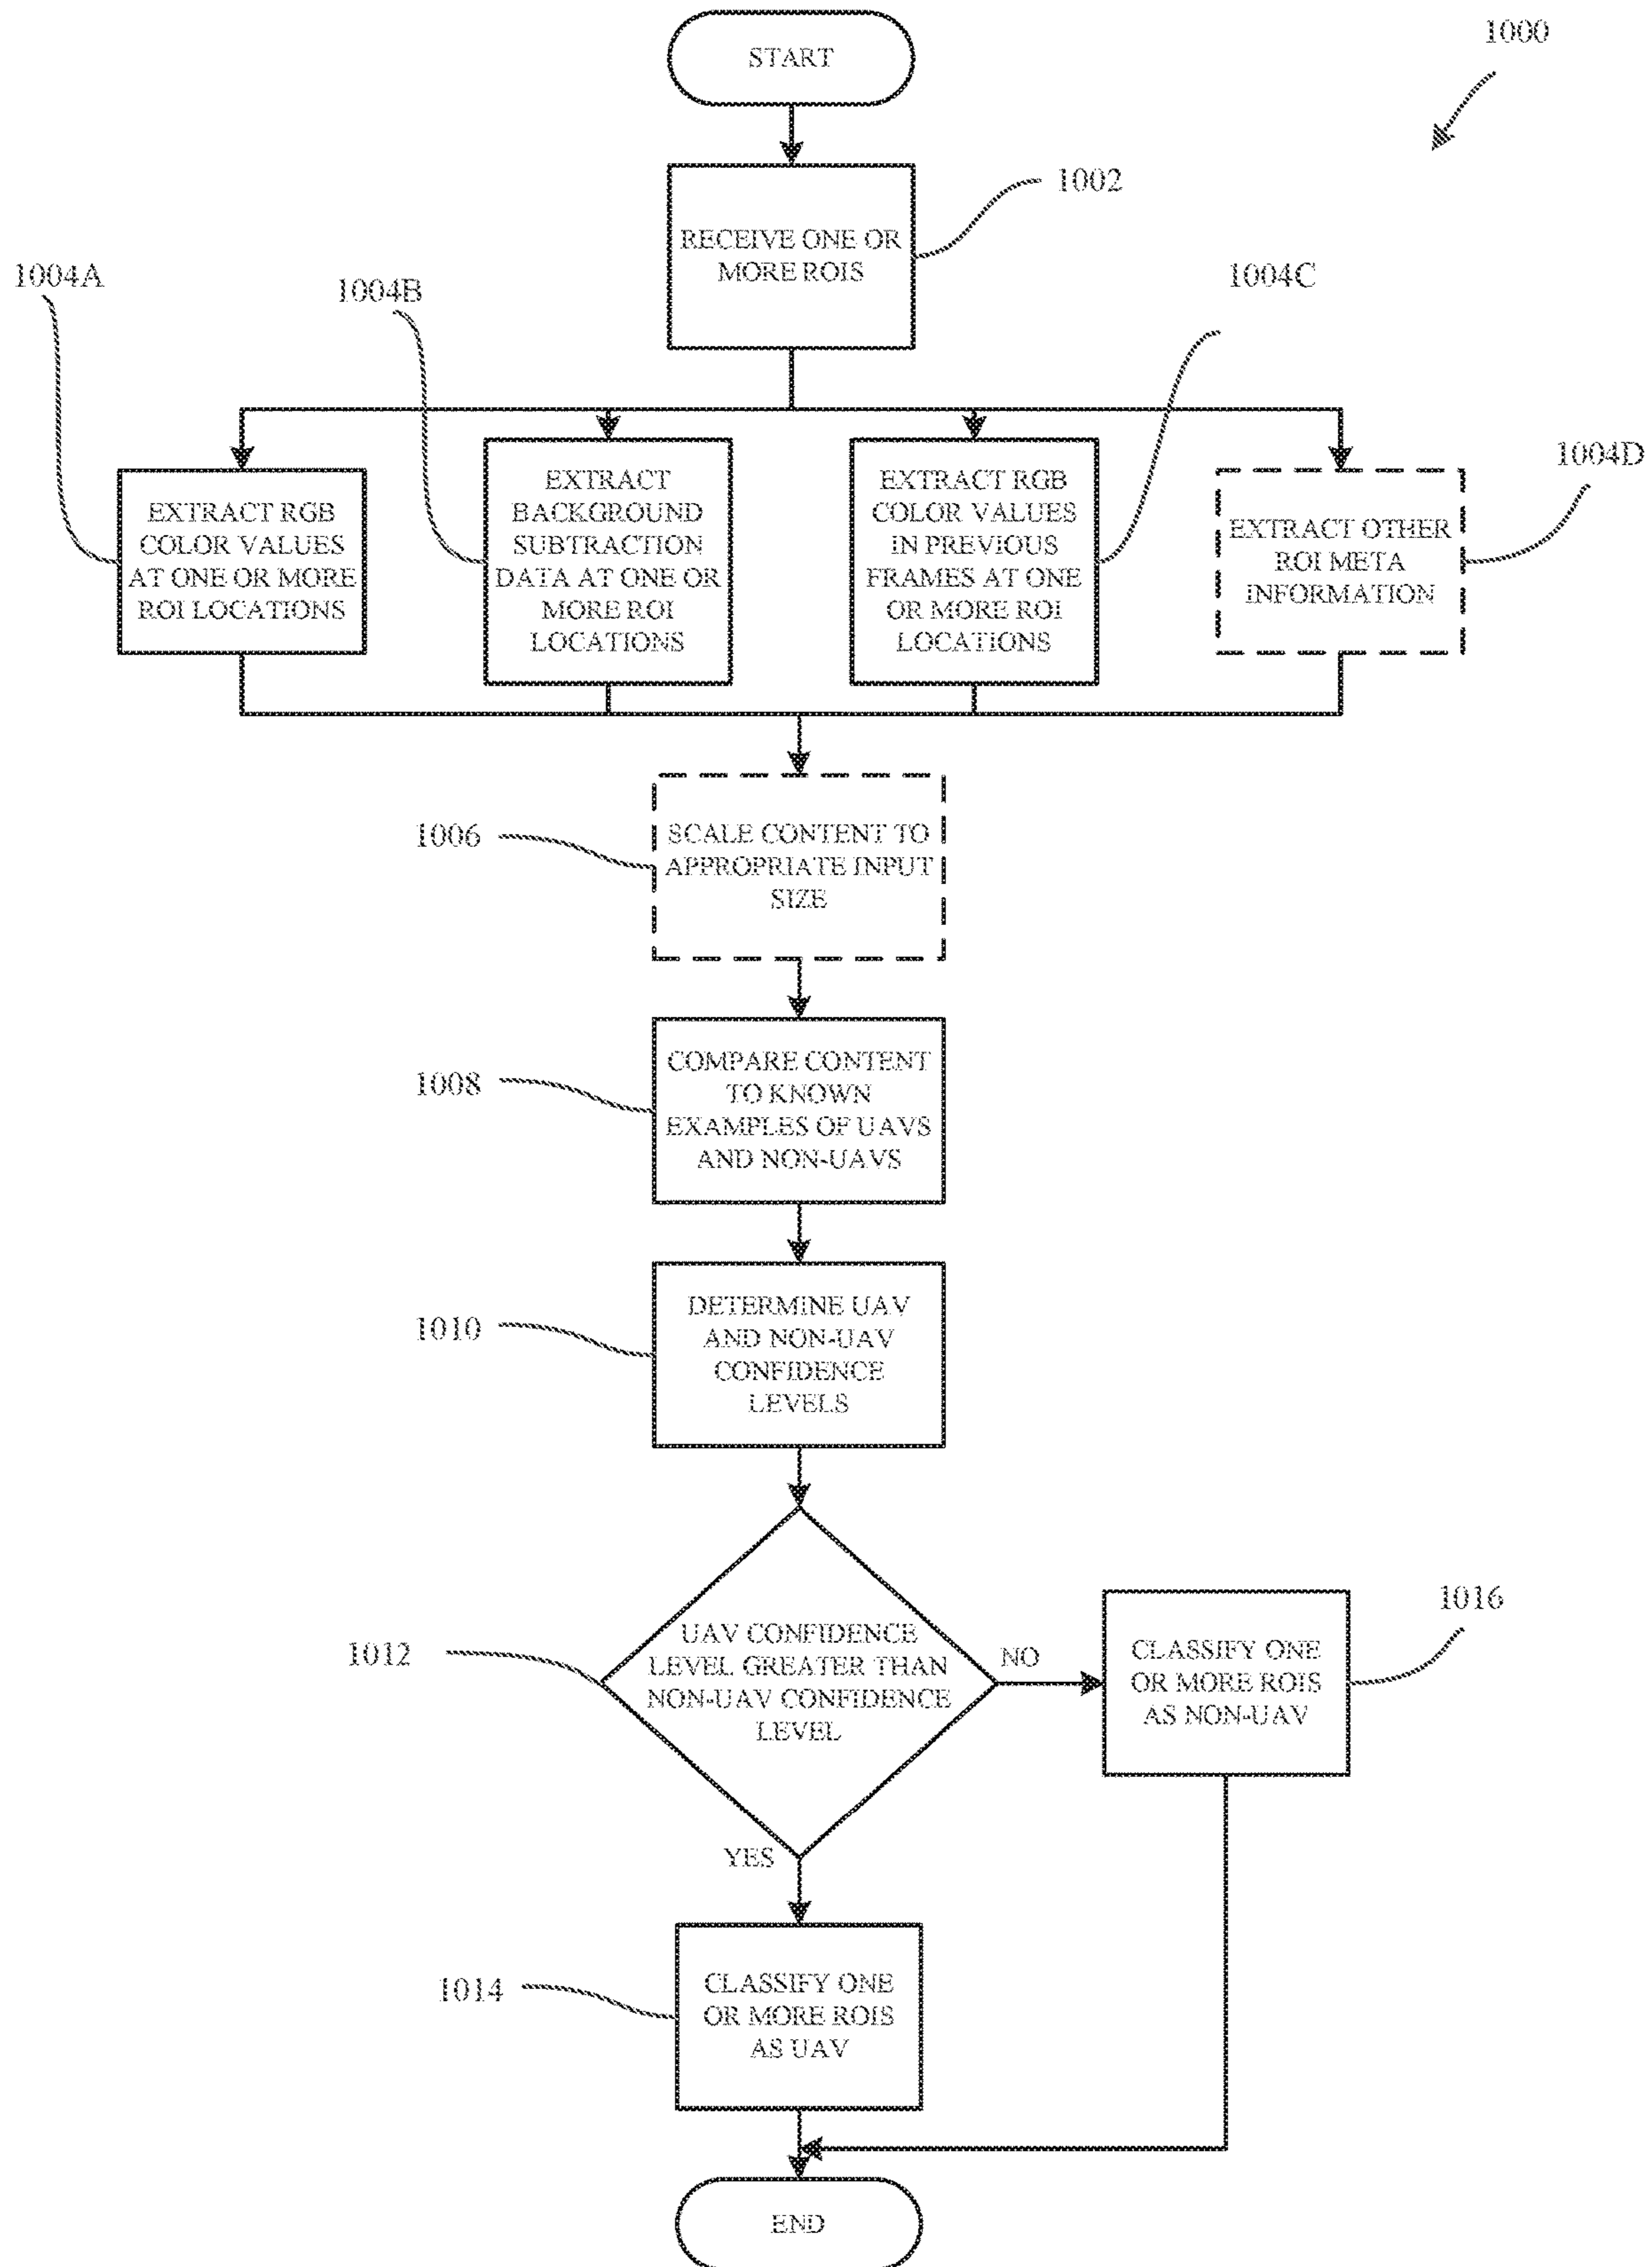 1000
START
1002
RECEIVE ONE OR
MORE ROIS
1004A
1004B
1004C
1004D
EXTRACT RGB
COLOR VALUES
AT ONE OR MORE
ROI LOCATIONS
EXTRACT
BACKGROUND
SUBTRACTION
DATA AT ONE OR
MORE ROI
LOCATIONS
EXTRACT RGB
COLOR VALUES
IN PREVIOUS
FRAMES AT ONE
OR MORE ROI
LOCATIONS
EXTRACT OTHER
ROI META
INFORMATION
1006
SCALE CONTENT TO
APPROPRIATE INPUT
SIZE
1008
COMPARE CONTENT
TO KNOWN
EXAMPLES OF UAVS
AND NON-UAVS
1010
DETERMINE UAV
AND NON-UAV
CONFIDENCE
LEVELS
1012
UAV CONFIDENCE
LEVEL GREATER THAN
NON-UAV CONFIDENCE
LEVEL
NO
1016
CLASSIFY ONE
OR MORE ROIS
AS NON-UAV
YES
1014
CLASSIFY ONE
OR MORE ROIS
AS UAV
END